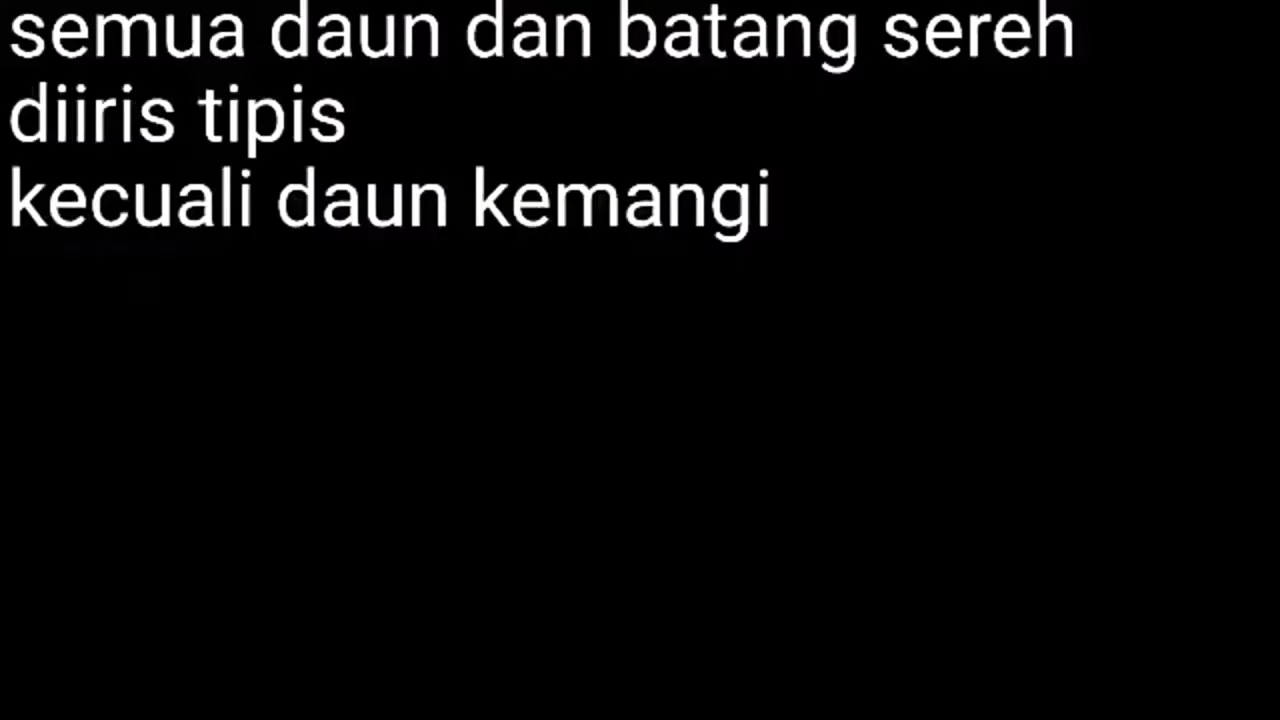 semua daun dan batang sereh
diiris tipis
kecuali daun kemangi